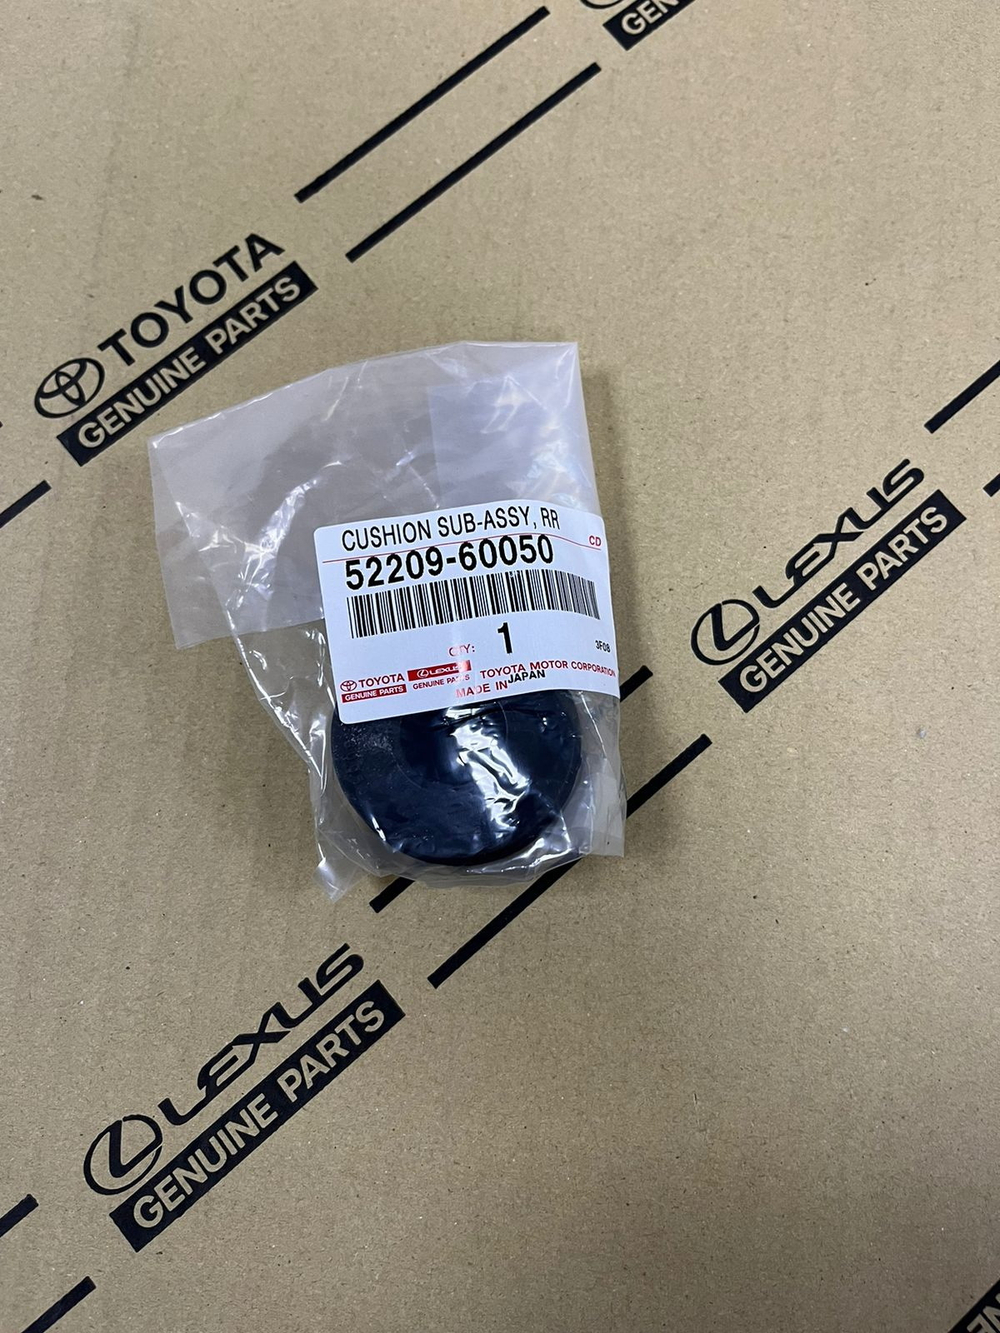 GENUINE
TOYOTA
GENUINE PARTS
CUSHION SUB-ASSY, RR
CD
52209-60050
QTY: 1
3F08
TOYOTA
GENUINE PARTS
LEXUS
GENUINE PARTS
TOYOTA MOTOR CORPORATION
MADE IN JAPAN
LEXUS
GENUINE PARTS
LEXUS
GENUINE PARTS